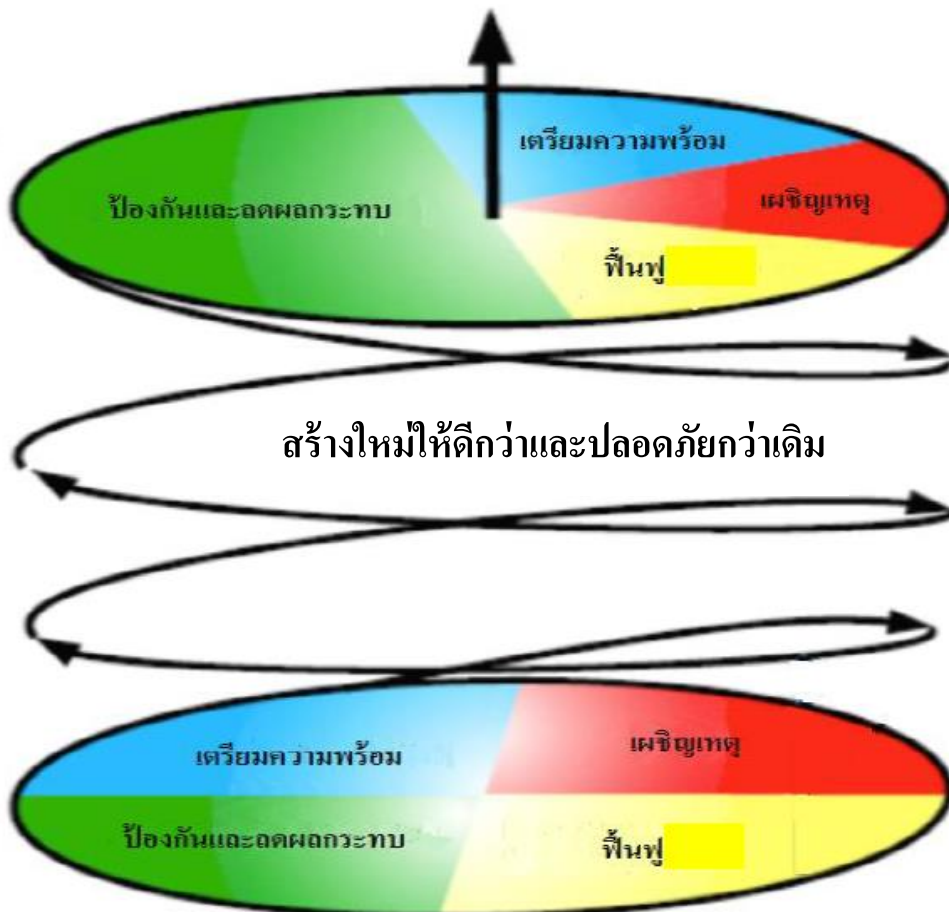 เตรียมความพร้อม
ป้องกันและลดผลกระทบ
เผชิญเหตุ
ฟื้นฟู
สร้างใหม่ให้ดีกว่าและปลอดภัยกว่าเดิม
เตรียมความพร้อม
เผชิญเหตุ
ป้องกันและลดผลกระทบ
ฟื้นฟู